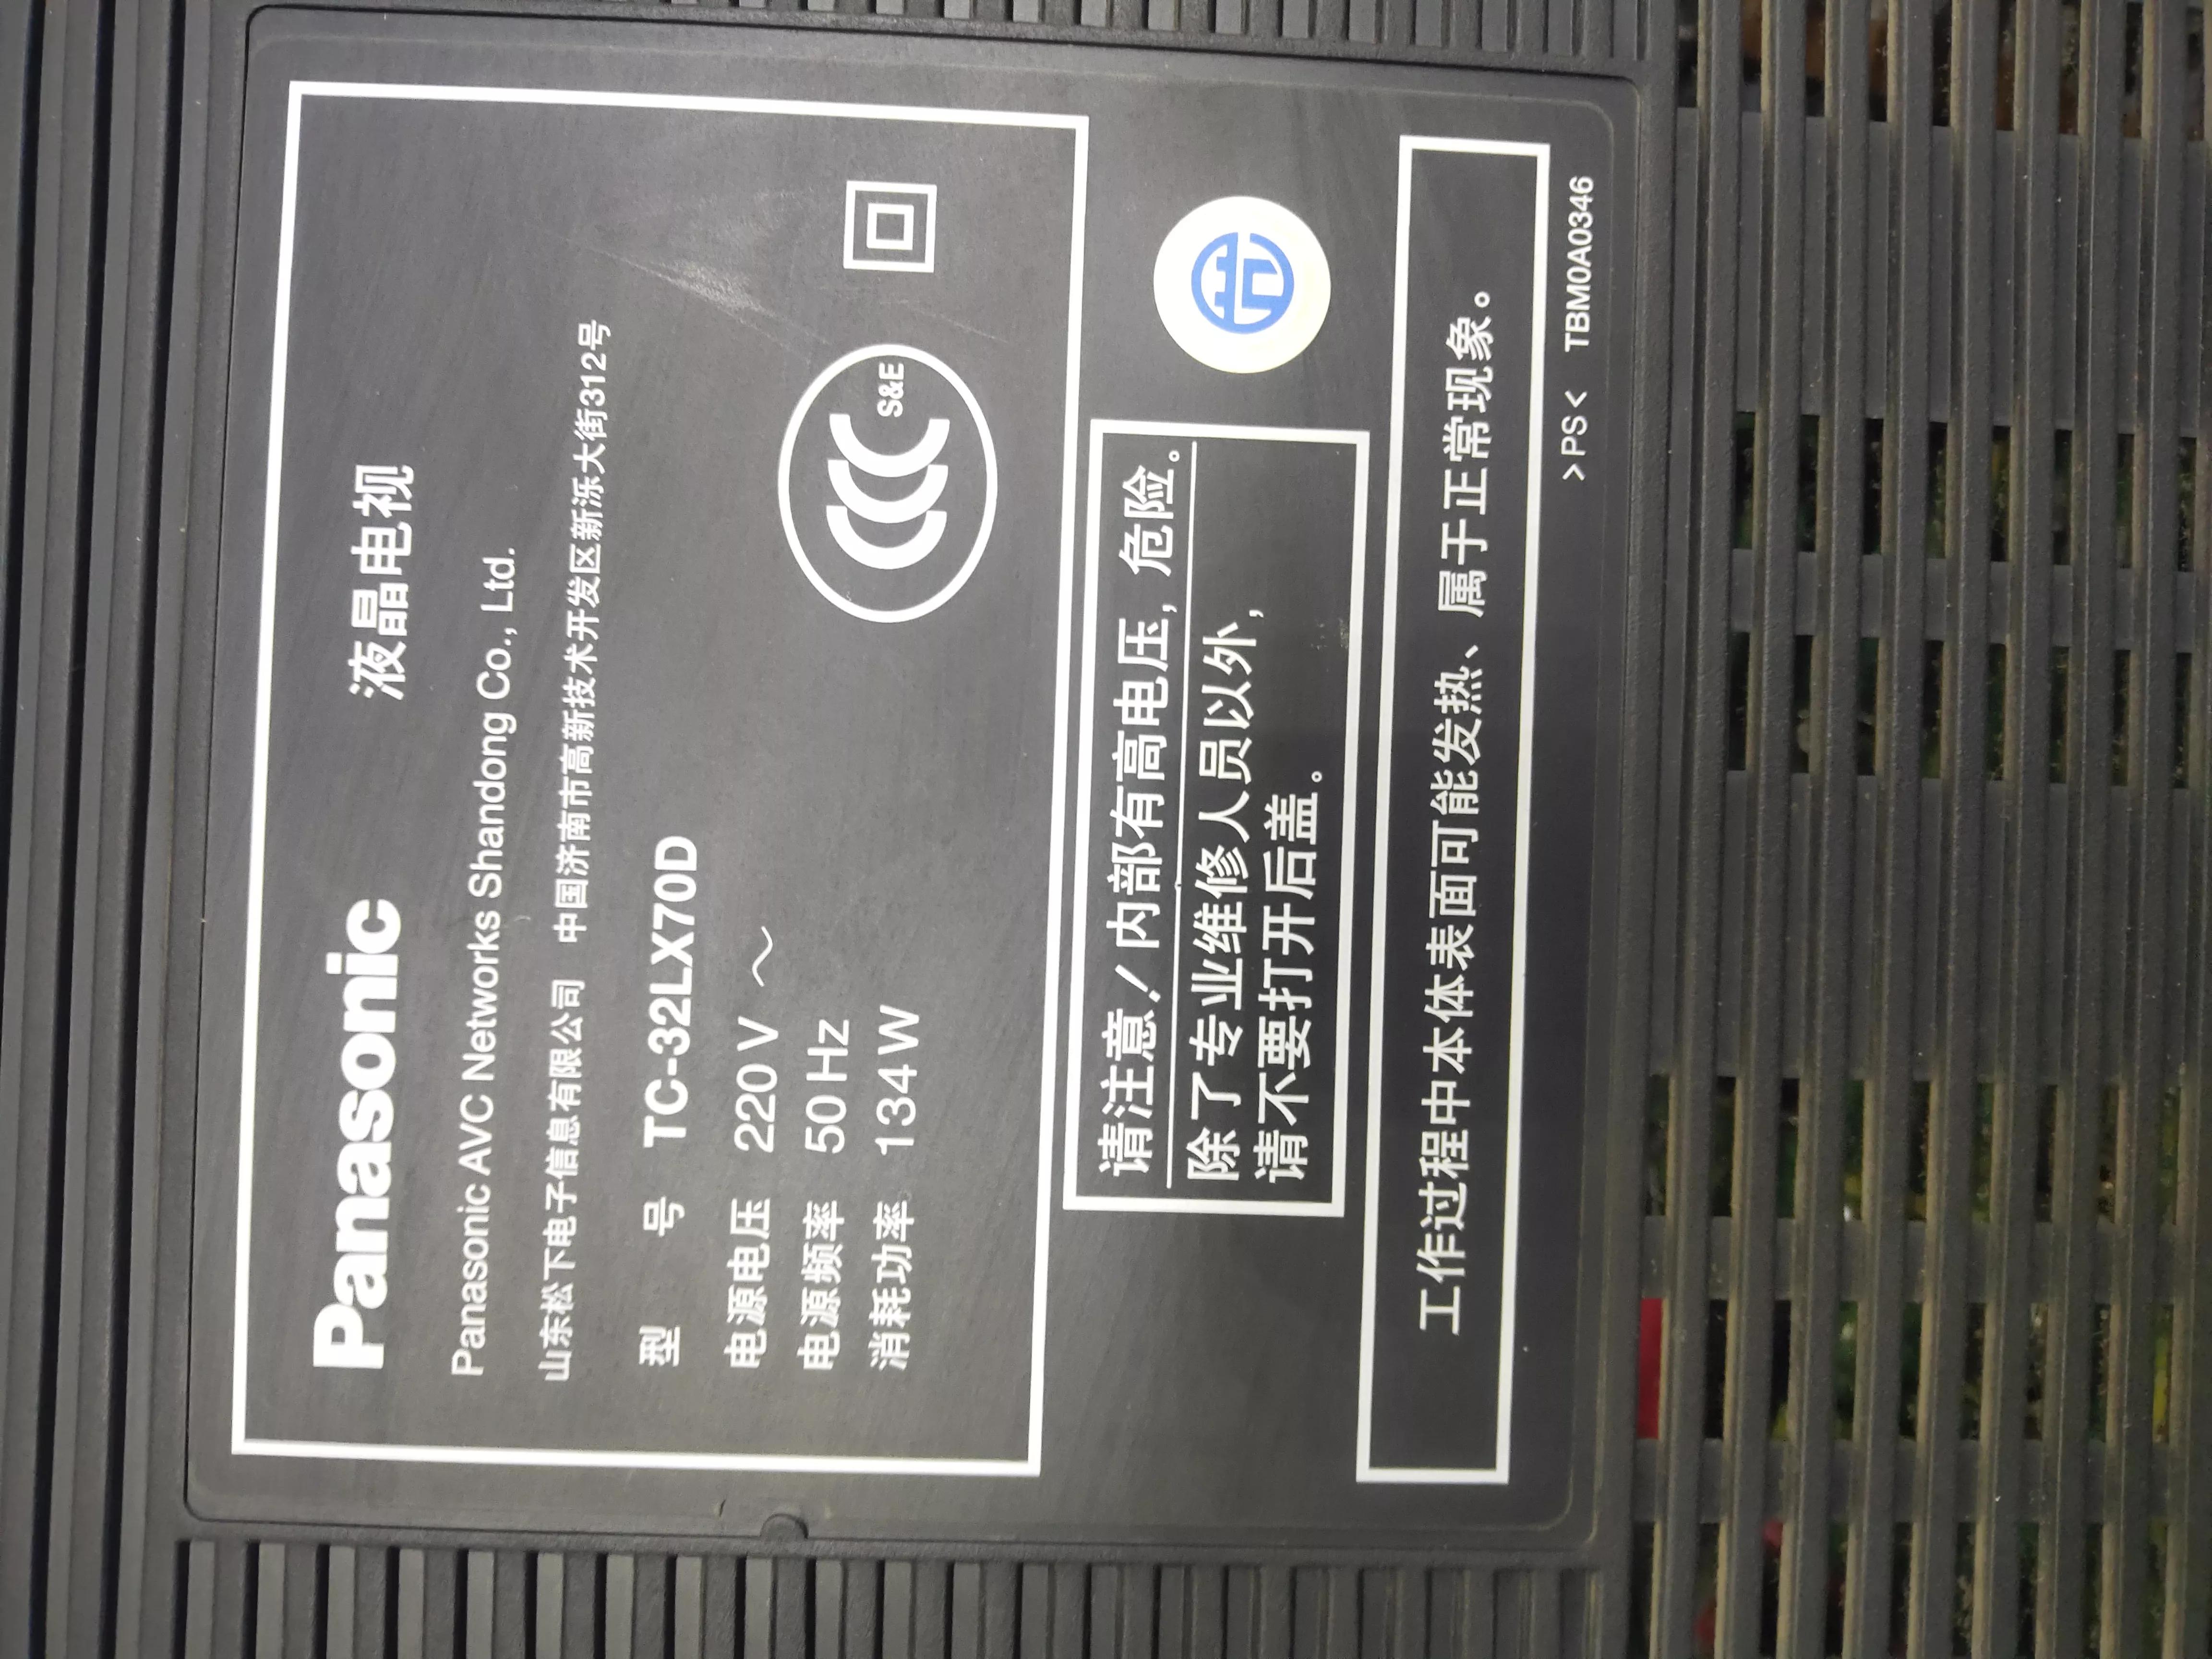 Panasonic 液晶电视
Panasonic AVC Networks Shandong Co., Ltd.
山东松下电子信息有限公司 中国济南市高新技术开发区新泺大街312号
型 号 TC-32LX70D
电源电压 220V ～
电源频率 50Hz
消耗功率 134W
CCC S&E
请注意！内部有高电压, 危险。
除了专业维修人员以外,
请不要打开后盖。
工作过程中本体表面可能发热、属于正常现象。
>PS< TBM0A0346